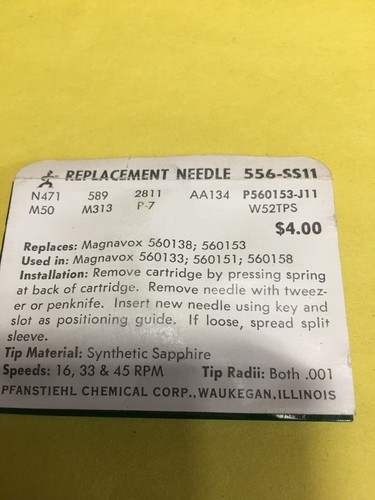 REPLACEMENT NEEDLE 556-SS11
N471 589 2811 AA134 P560153-J11
M50 M313 P-7 W52TPS
$4.00
Replaces: Magnavox 560138; 560153
Used in: Magnavox 560133; 560151; 560158
Installation: Remove cartridge by pressing spring
at back of cartridge. Remove needle with tweez-
er or penknife. Insert new needle using key and
slot as positioning guide. If loose, spread split
sleeve.
Tip Material: Synthetic Sapphire
Speeds: 16, 33 & 45 RPM Tip Radii: Both .001
PFANSTIEHL CHEMICAL CORP., WAUKEGAN, ILLINOIS